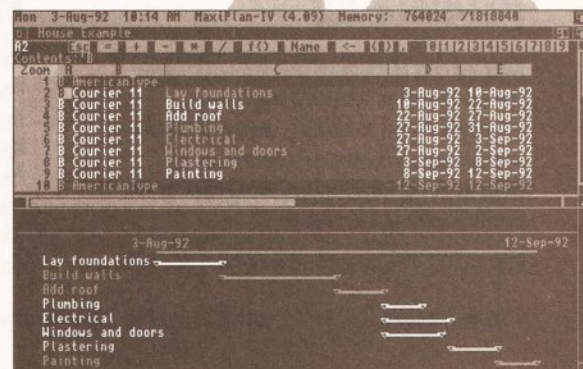 Mon 3-Aug-92 10:14 AM MaxiPlan-IV (4.09) Memory: 764024 /1818840
House Example
A2 Esc = + - * / f() Name <- ( ) , . 0 1 2 3 4 5 6 7 8 9
Contents:'B
Zoom A B C D E
1 B AmericanType
2 B Courier 11 Lay foundations 3-Aug-92 10-Aug-92
3 B Courier 11 Build walls 10-Aug-92 22-Aug-92
4 B Courier 11 Add roof 22-Aug-92 27-Aug-92
5 B Courier 11 Plumbing 27-Aug-92 31-Aug-92
6 B Courier 11 Electrical 27-Aug-92 3-Sep-92
7 B Courier 11 Windows and doors 27-Aug-92 2-Sep-92
8 B Courier 11 Plastering 3-Sep-92 8-Sep-92
9 B Courier 11 Painting 8-Sep-92 12-Sep-92
10 B AmericanType 12-Sep-92 12-Sep-92
3-Aug-92 12-Sep-92
Lay foundations
Build walls
Add roof
Plumbing
Electrical
Windows and doors
Plastering
Painting